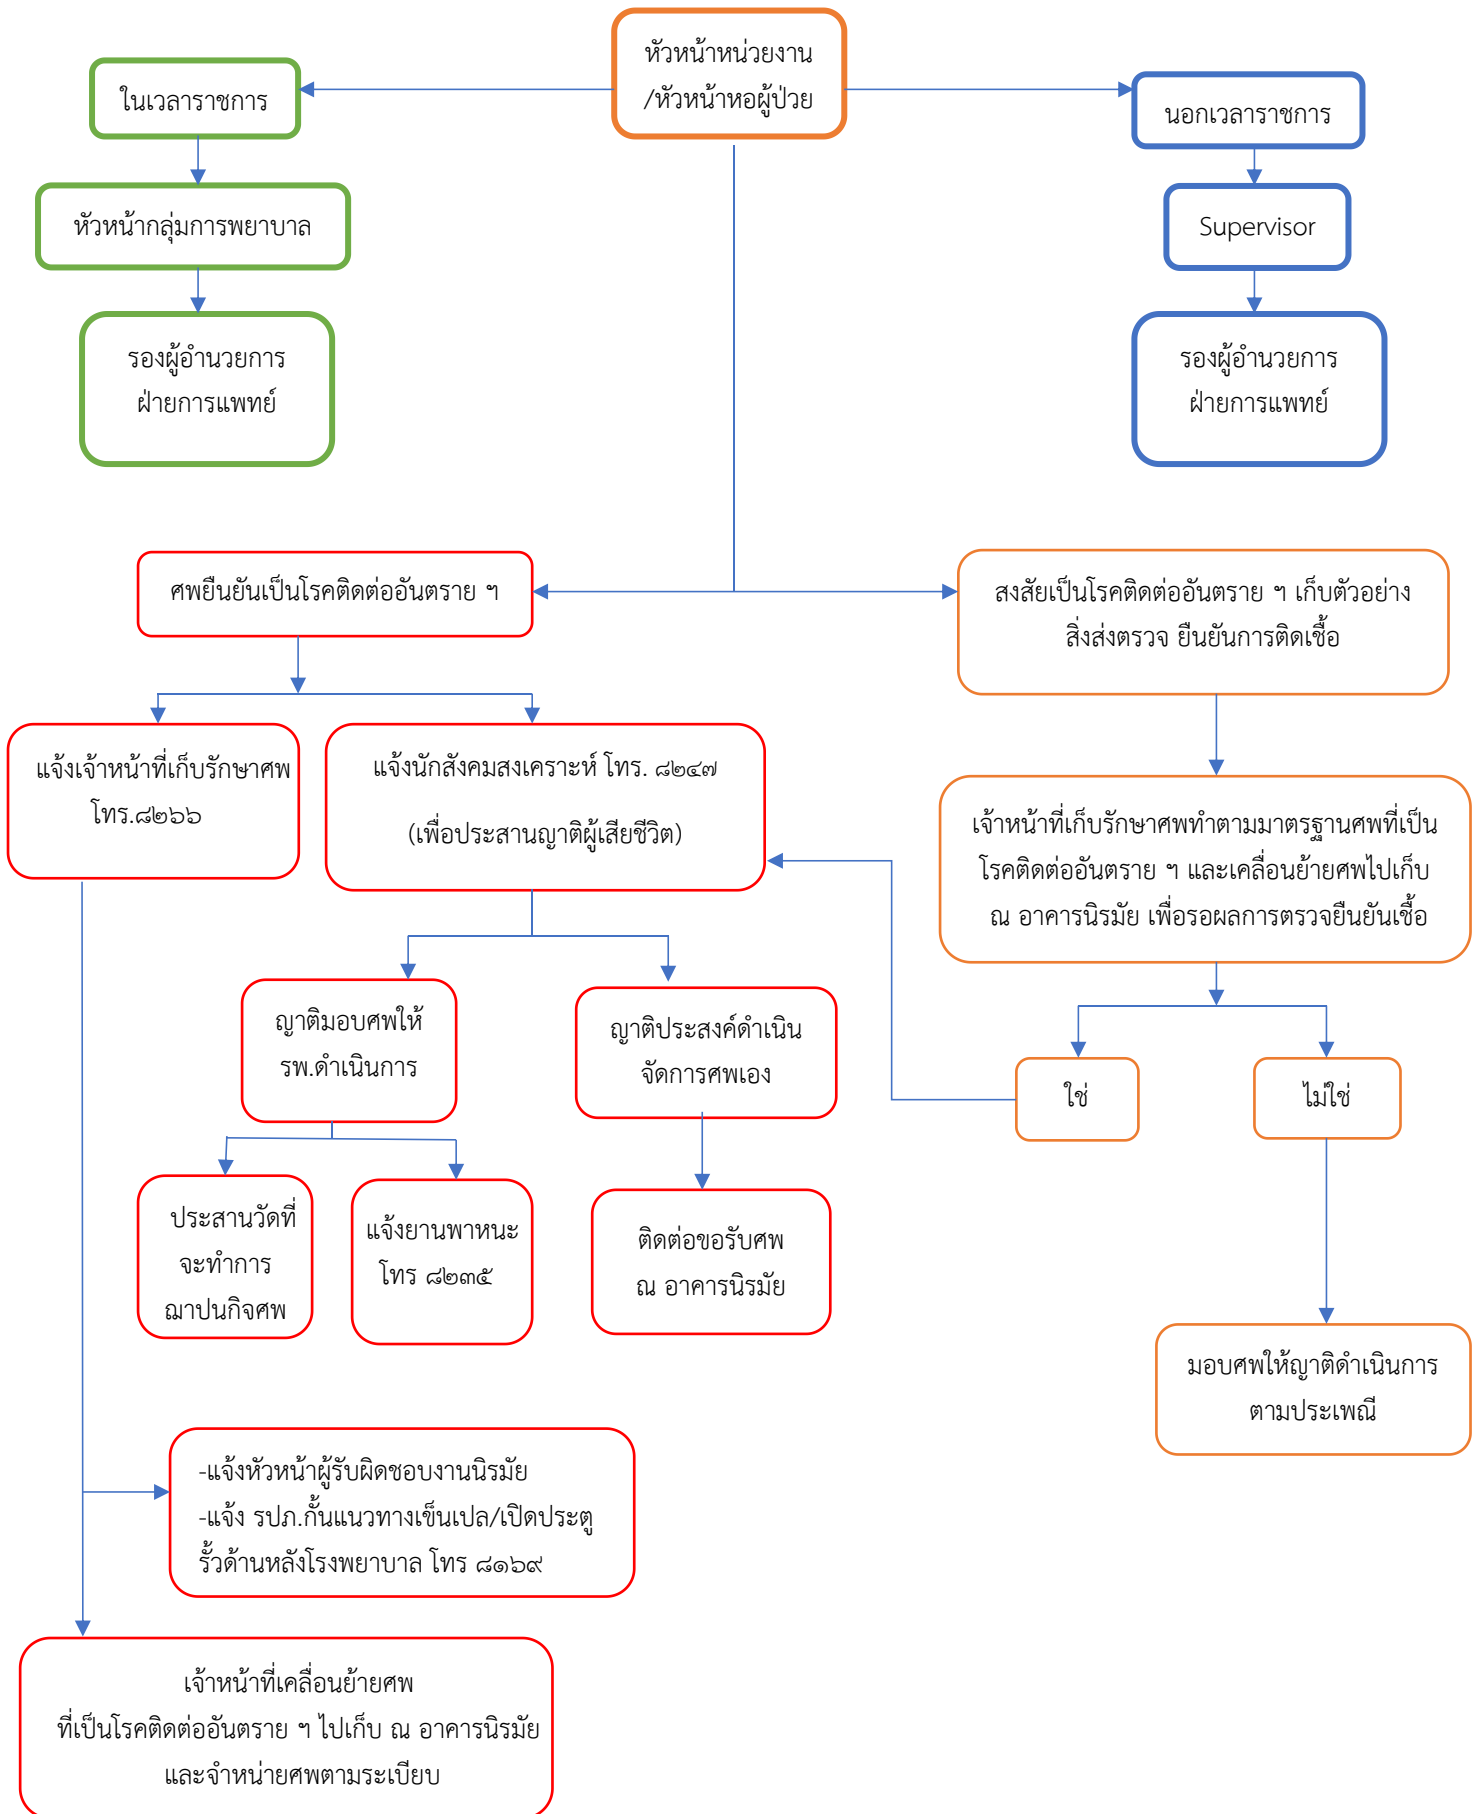 หัวหน้าหน่วยงาน
/หัวหน้าหอผู้ป่วย
ในเวลาราชการ
นอกเวลาราชการ
หัวหน้ากลุ่มการพยาบาล
Supervisor
รองผู้อำนวยการ
ฝ่ายการแพทย์
รองผู้อำนวยการ
ฝ่ายการแพทย์
ศพยืนยันเป็นโรคติดต่ออันตราย ฯ
สงสัยเป็นโรคติดต่ออันตราย ฯ เก็บตัวอย่าง
สิ่งส่งตรวจ ยืนยันการติดเชื้อ
แจ้งเจ้าหน้าที่เก็บรักษาศพ
โทร.๘๒๖๖
แจ้งนักสังคมสงเคราะห์ โทร. ๘๒๔๗
(เพื่อประสานญาติผู้เสียชีวิต)
เจ้าหน้าที่เก็บรักษาศพทำตามมาตรฐานศพที่เป็น
โรคติดต่ออันตราย ฯ และเคลื่อนย้ายศพไปเก็บ
ณ อาคารนิรมัย เพื่อรอผลการตรวจยืนยันเชื้อ
ญาติมอบศพให้
รพ.ดำเนินการ
ญาติประสงค์ดำเนิน
จัดการศพเอง
ใช่
ไม่ใช่
ประสานวัดที่
จะทำการ
ฌาปนกิจศพ
แจ้งยานพาหนะ
โทร ๘๒๓๕
ติดต่อขอรับศพ
ณ อาคารนิรมัย
มอบศพให้ญาติดำเนินการ
ตามประเพณี
-แจ้งหัวหน้าผู้รับผิดชอบงานนิรมัย
-แจ้ง รปภ.กั้นแนวทางเข็นเปล/เปิดประตู
รั้วด้านหลังโรงพยาบาล โทร ๘๑๖๙
เจ้าหน้าที่เคลื่อนย้ายศพ
ที่เป็นโรคติดต่ออันตราย ฯ ไปเก็บ ณ อาคารนิรมัย
และจำหน่ายศพตามระเบียบ